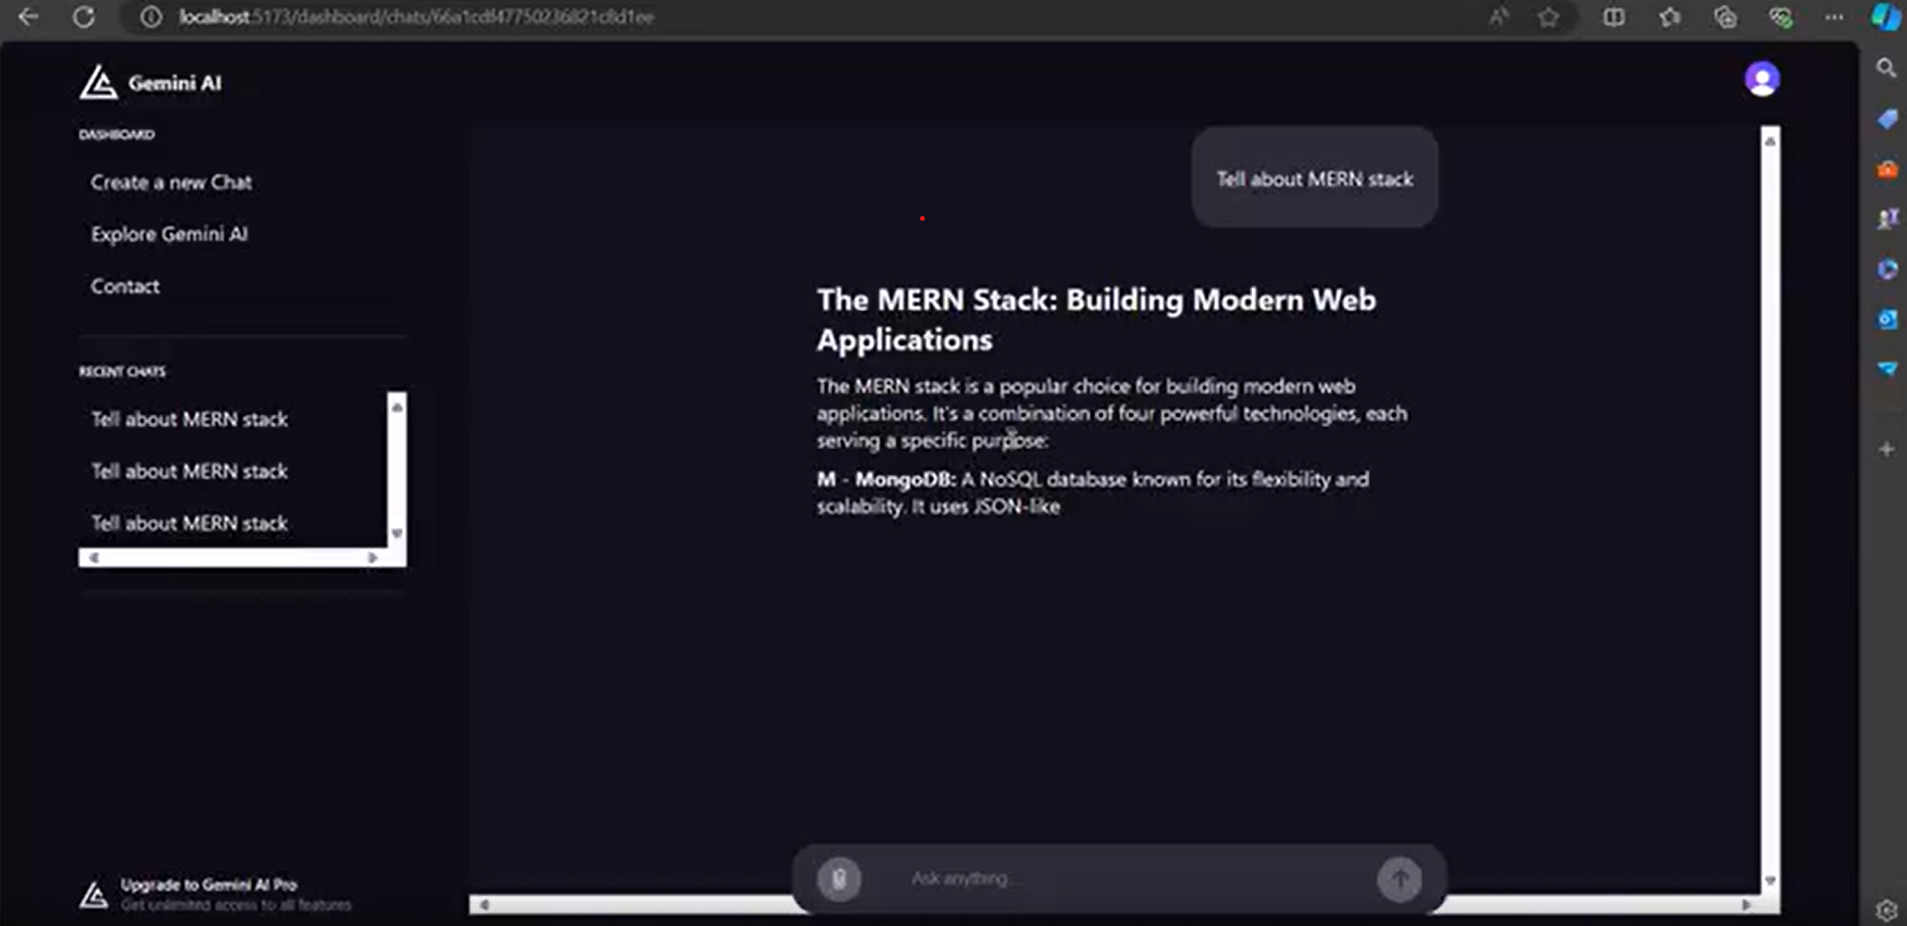 localhost:5173/dashboard/chats/66a1cdf47750236821c8d1ee
Gemini AI
DASHBOARD
Create a new Chat
Explore Gemini AI
Contact
RECENT CHATS
Tell about MERN stack
Tell about MERN stack
Tell about MERN stack
Upgrade to Gemini AI Pro
Get unlimited access to all features
Tell about MERN stack
The MERN Stack: Building Modern Web
Applications
The MERN stack is a popular choice for building modern web
applications. It's a combination of four powerful technologies, each
serving a specific purpose:
M - MongoDB: A NoSQL database known for its flexibility and
scalability. It uses JSON-like
Ask anything...